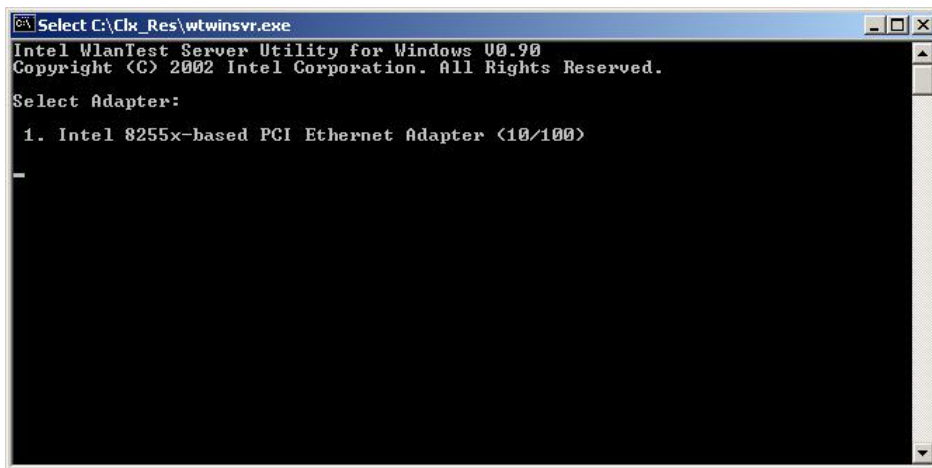 Select C:\Clx_Res\wtwinsvr.exe
Intel WlanTest Server Utility for Windows V0.90
Copyright (C) 2002 Intel Corporation. All Rights Reserved.
Select Adapter:
1. Intel 8255x-based PCI Ethernet Adapter (10/100)